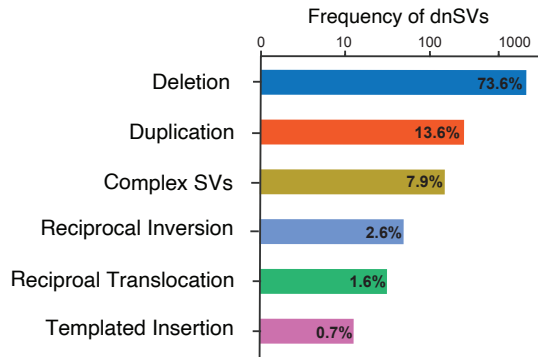 Frequency of dnSVs
0 10 100 1000
Deletion 73.6%
Duplication 13.6%
Complex SVs 7.9%
Reciprocal Inversion 2.6%
Reciproal Translocation 1.6%
Templated Insertion 0.7%